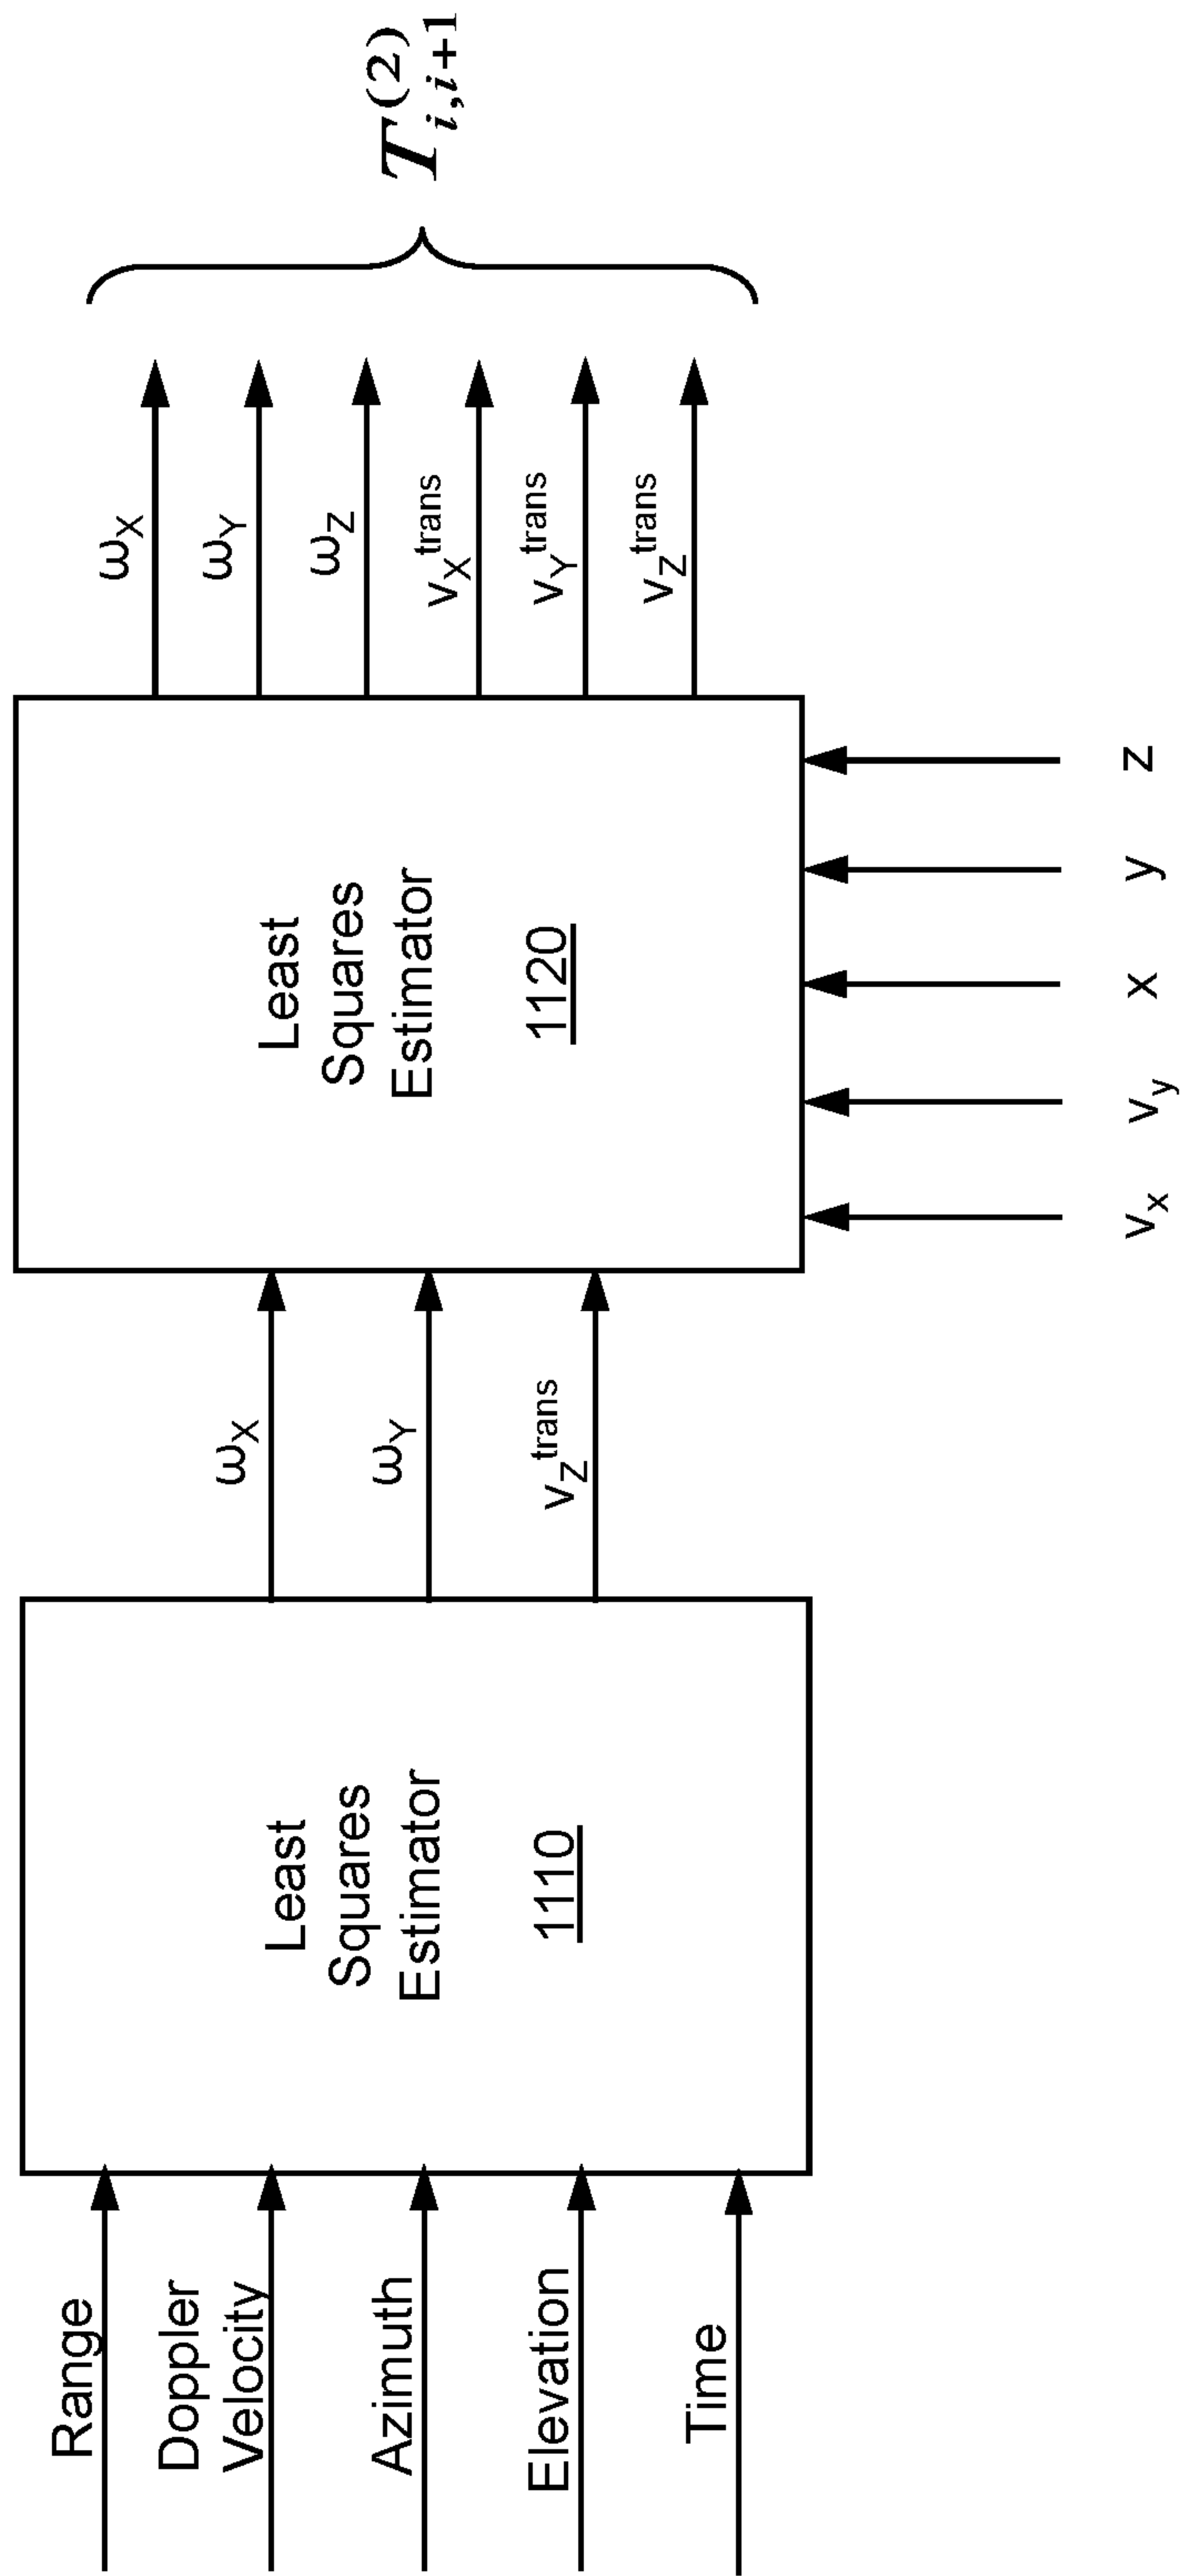 Range
Doppler
Velocity
Azimuth
Elevation
Time
Least
Squares
Estimator
1110
ωX
ωY
vZtrans
Least
Squares
Estimator
1120
vx
vy
x
y
z
ωX
ωY
ωZ
vXtrans
vYtrans
vZtrans
T(2)i,i+1